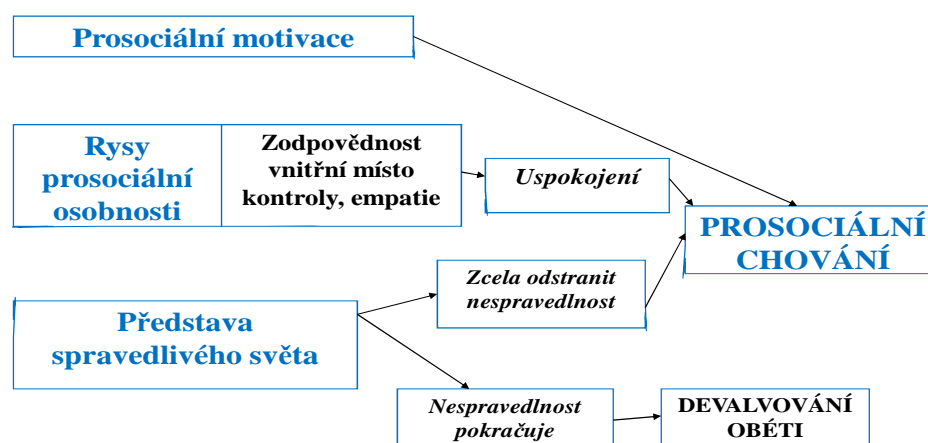 Prosociální motivace
Rysy
prosociální
osobnosti
Zodpovědnost
vnitřní místo
kontroly, empatie
Uspokojení
PROSOCIÁLNÍ
CHOVÁNÍ
Zcela odstranit
nespravedlnost
Představa
spravedlivého světa
Nespravedlnost
pokračuje
DEVALVOVÁNÍ
OBÉTI